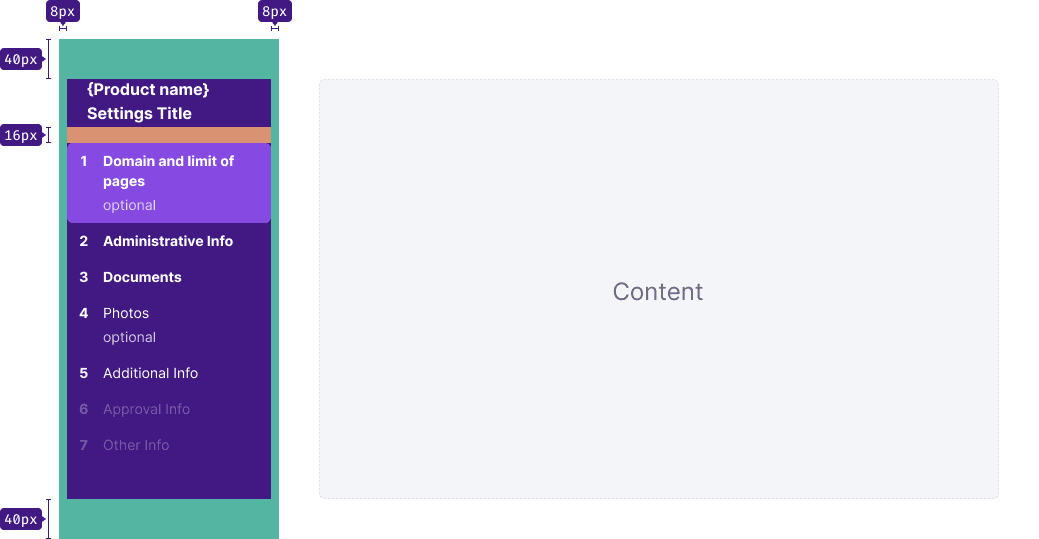 8px
8px
40px
{Product name}
Settings Title
16px
1 Domain and limit of
pages
optional
2 Administrative Info
3 Documents
Content
4 Photos
optional
5 Additional Info
6 Approval Info
7 Other Info
40px